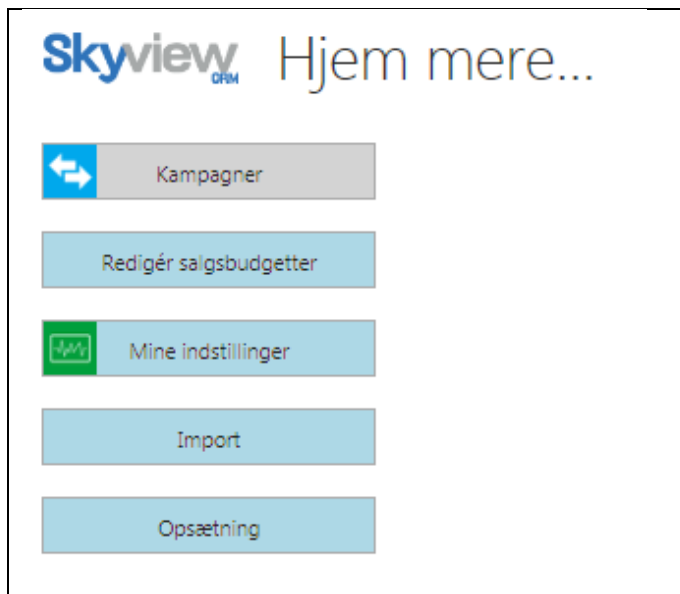 Skyview CRM Hjem mere...
Kampagner
Redigér salgsbudgetter
Mine indstillinger
Import
Opsætning